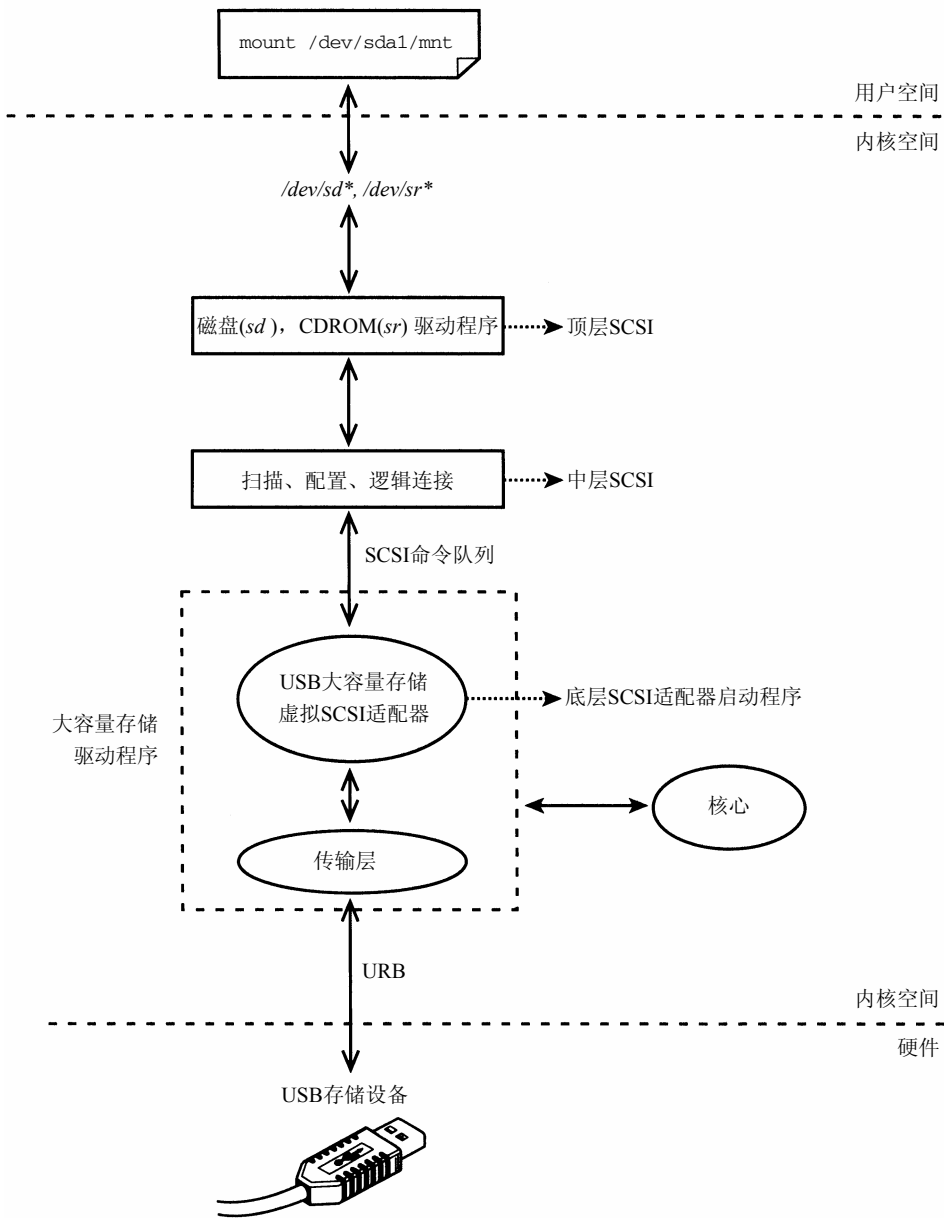 mount /dev/sda1/mnt
用户空间
内核空间
/dev/sd*, /dev/sr*
磁盘(sd ),CDROM(sr) 驱动程序
顶层SCSI
扫描、配置、逻辑连接
中层SCSI
SCSI命令队列
USB大容量存储
虚拟SCSI适配器
底层SCSI适配器启动程序
大容量存储
驱动程序
核心
传输层
URB
内核空间
硬件
USB存储设备